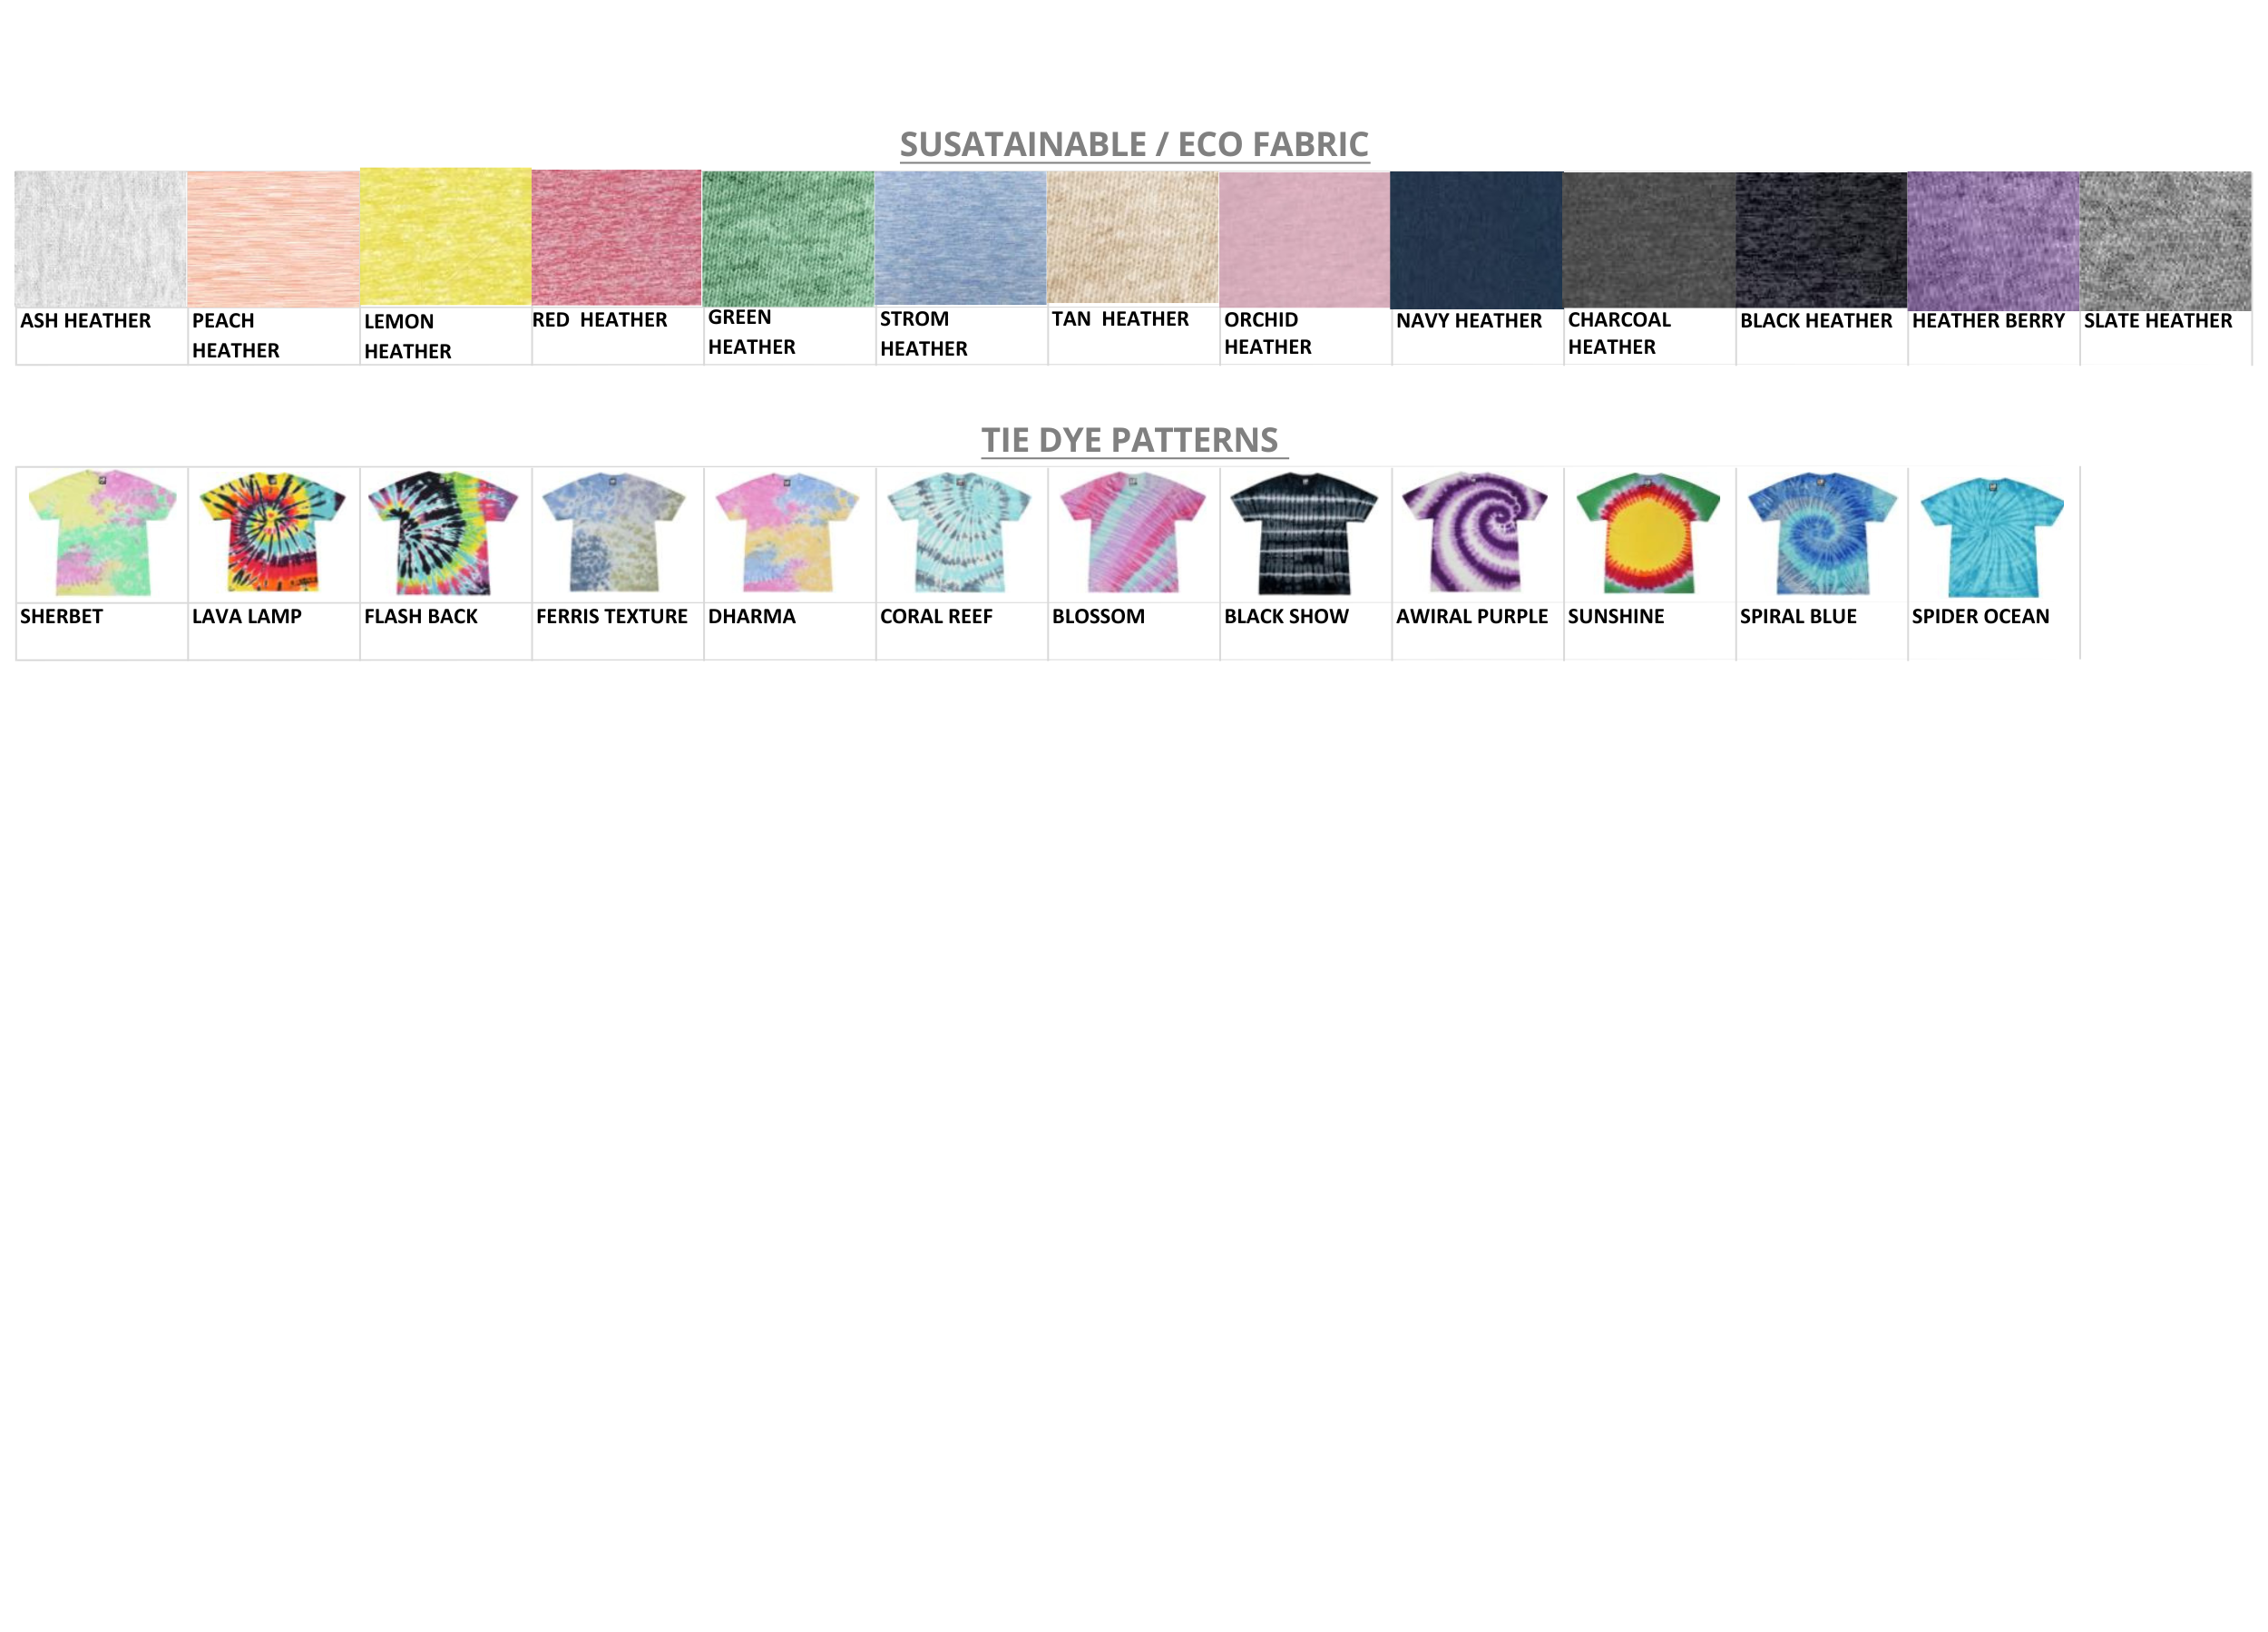 SUSATAINABLE / ECO FABRIC
ASH HEATHER
PEACH
HEATHER
LEMON
HEATHER
RED  HEATHER
GREEN
HEATHER
STROM
HEATHER
TAN  HEATHER
ORCHID
HEATHER
NAVY HEATHER
CHARCOAL
HEATHER
BLACK HEATHER
HEATHER BERRY
SLATE HEATHER
TIE DYE PATTERNS
SHERBET
LAVA LAMP
FLASH BACK
FERRIS TEXTURE
DHARMA
CORAL REEF
BLOSSOM
BLACK SHOW
AWIRAL PURPLE
SUNSHINE
SPIRAL BLUE
SPIDER OCEAN